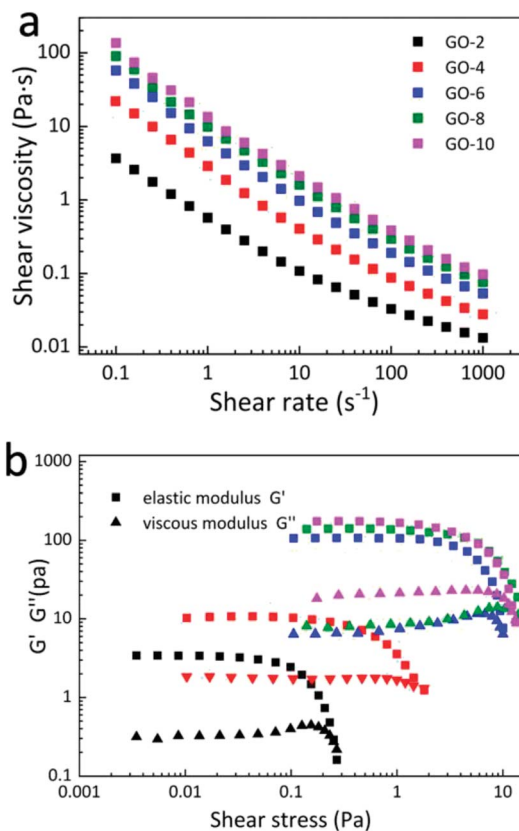 a
Shear viscosity (Pa·s)
100
10
1
0.1
0.01
GO-2
GO-4
GO-6
GO-8
GO-10
0.1 1 10 100 1000
Shear rate (s⁻¹)
b
G' G''(pa)
1000
100
10
1
0.1
elastic modulus G'
viscous modulus G''
0.001 0.01 0.1 1 10
Shear stress (Pa)